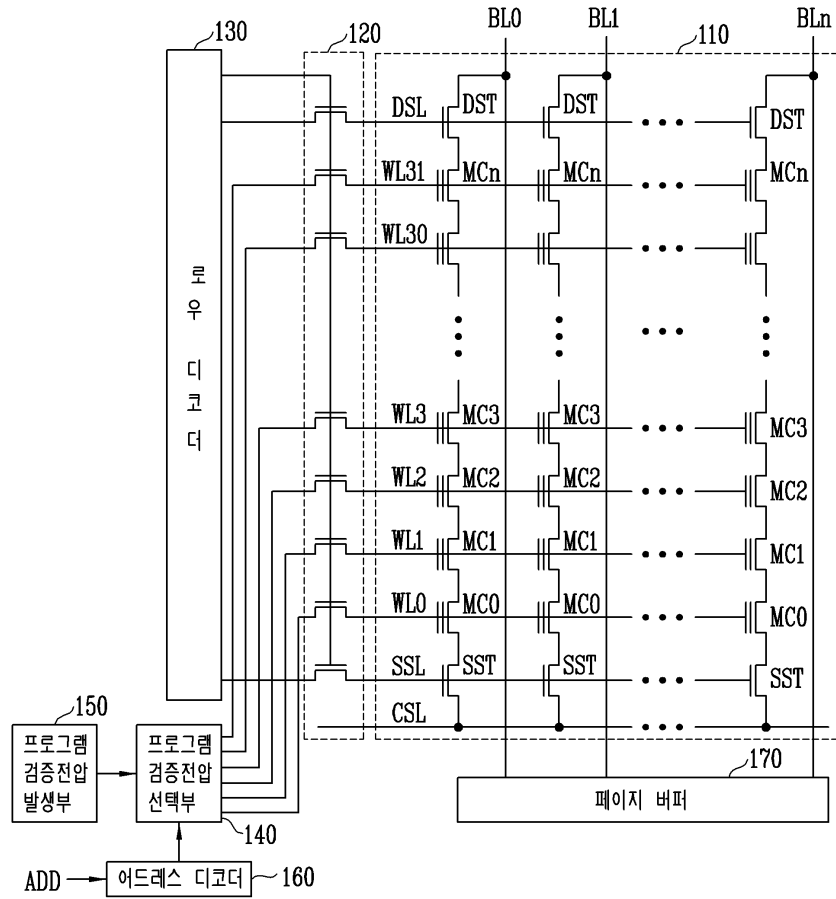 BL0 BL1 BLn
130 120 110
DSL DST DST DST
WL31 MCn MCn MCn
WL30
로우 디코더
WL3 MC3 MC3 MC3
WL2 MC2 MC2 MC2
WL1 MC1 MC1 MC1
WL0 MC0 MC0 MC0
SSL SST SST SST
CSL
150
프로그램
검증전압
발생부
프로그램
검증전압
선택부
140
170
페이지 버퍼
ADD
어드레스 디코더
160